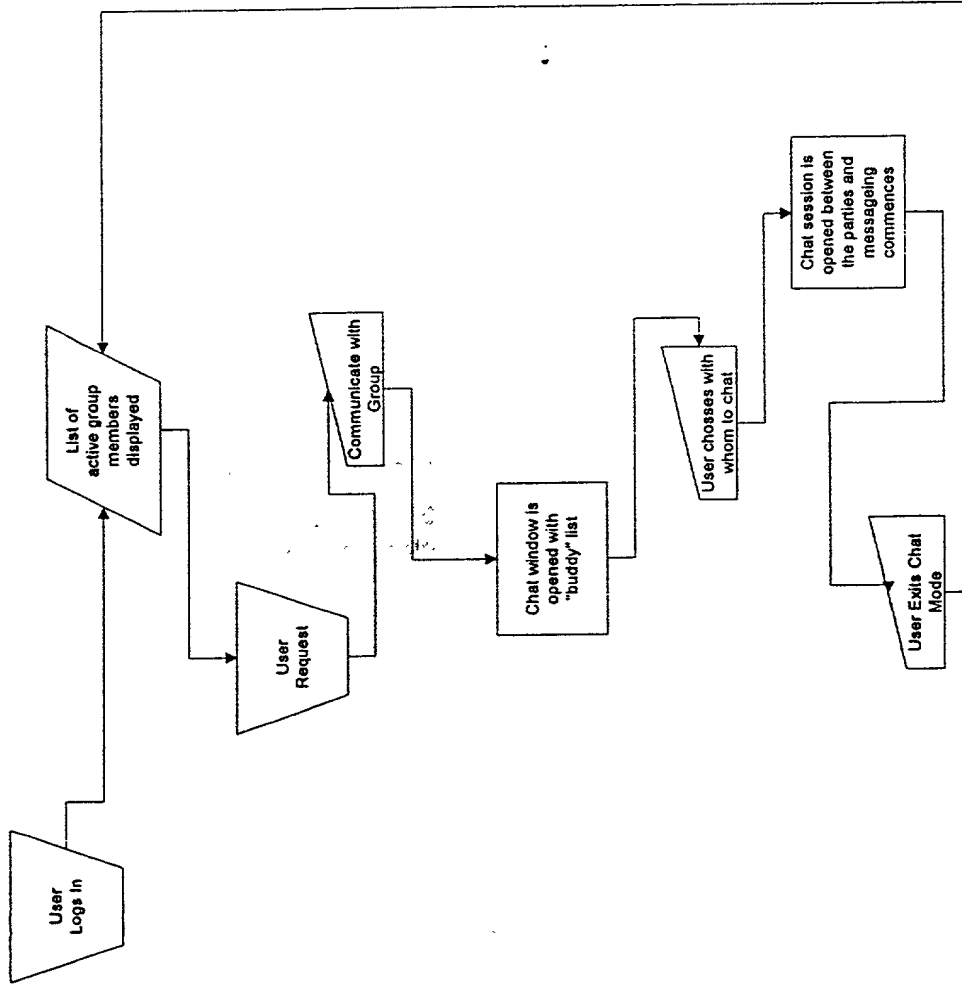 User
Logs In
List of
active group
members
displayed
User
Request
Communicate with
Group
Chat window is
opened with
"buddy" list
User chosses with
whom to chat
Chat session is
opened between
the parties and
messageing
commences
User Exits Chat
Mode